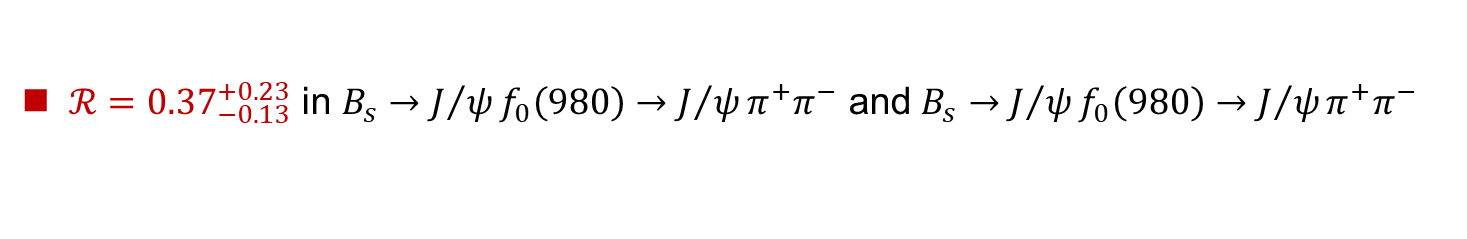 ■ ℛ = 0.37^{+0.23}_{−0.13} in B_s → J/ψ f_0(980) → J/ψ π^+π^− and B_s → J/ψ f_0(980) → J/ψ π^+π^−